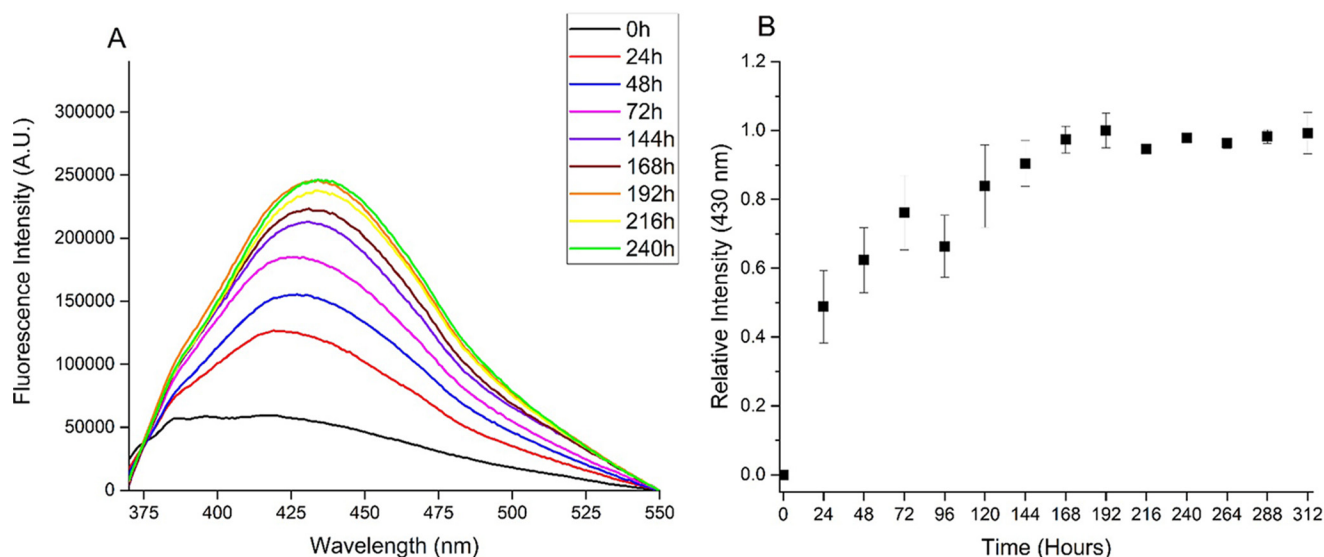 A
0h
24h
48h
72h
144h
168h
192h
216h
240h
300000
250000
200000
150000
100000
50000
0
Fluorescence Intensity (A.U.)
375 400 425 450 475 500 525 550
Wavelength (nm)
B
1.2
1.0
0.8
0.6
0.4
0.2
0.0
Relative Intensity (430 nm)
0 24 48 72 96 120 144 168 192 216 240 264 288 312
Time (Hours)